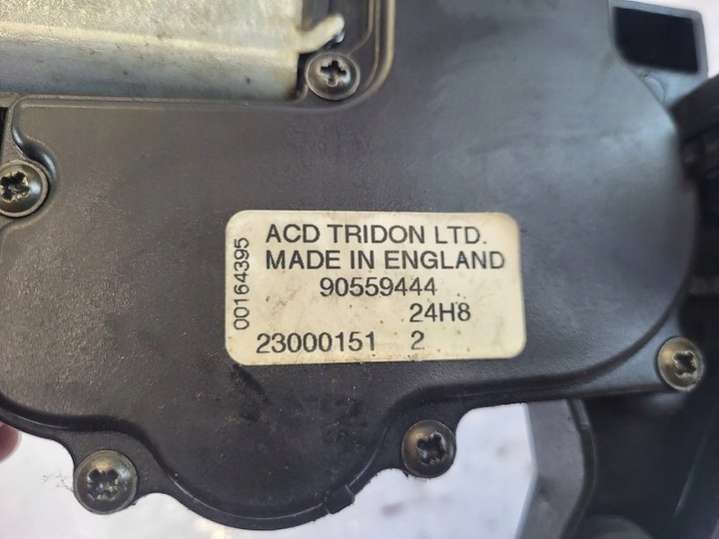 00164395
ACD TRIDON LTD.
MADE IN ENGLAND
90559444
24H8
23000151 2